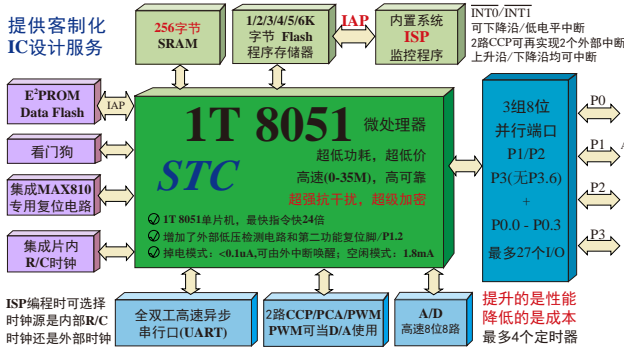 提供客制化
IC设计服务
256字节
SRAM
1/2/3/4/5/6K
字节 Flash
程序存储器
IAP
内置系统
ISP
监控程序
INT0/INT1
可下降沿/低电平中断
2路CCP可再实现2个外部中断
上升沿/下降沿均可中断
E²PROM
Data Flash
IAP
看门狗
集成MAX810
专用复位电路
集成片内
R/C时钟
1T 8051 微处理器
STC
超低功耗，超低价
高速(0-35M)，高可靠
超强抗干扰，超级加密
1T 8051单片机，最快指令快24倍
增加了外部低压检测电路和第二功能复位脚/P1.2
掉电模式：<0.1uA,可由外中断唤醒；空闲模式：1.8mA
3组8位
并行端口
P1/P2
P3(无P3.6)
+
P0.0 - P0.3
最多27个I/O
P0
P1
P2
P3
ISP编程时可选择
时钟源是内部R/C
时钟还是外部时钟
全双工高速异步
串行口(UART)
2路CCP/PCA/PWM
PWM可当D/A使用
A/D
高速8位8路
提升的是性能
降低的是成本
最多4个定时器